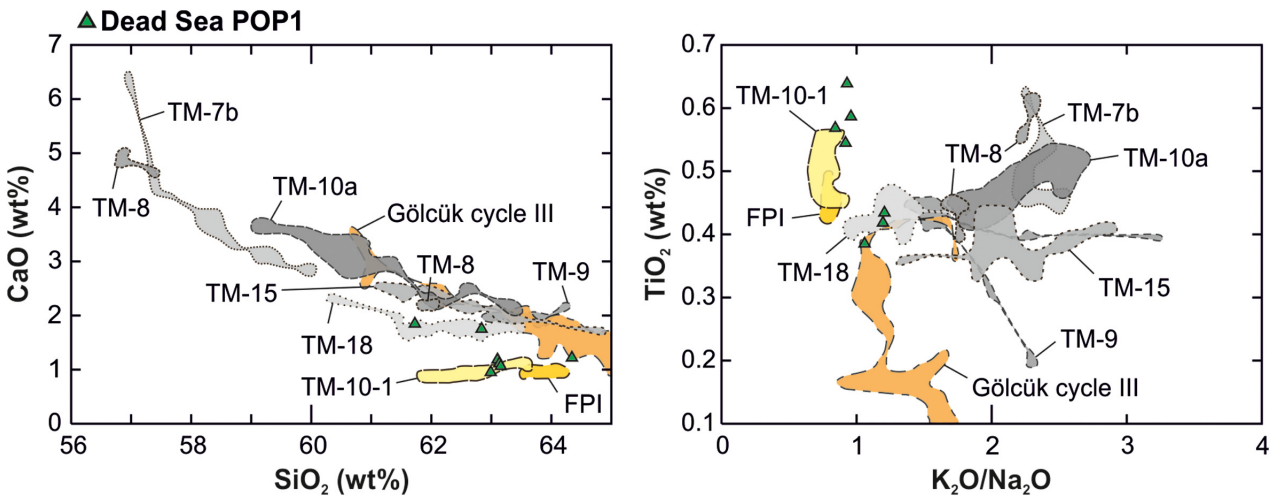 Dead Sea POP1
7
6
5
4
3
2
1
0
CaO (wt%)
TM-7b
TM-8
TM-10a
Gölcük cycle III
TM-8
TM-9
TM-15
TM-18
TM-10-1
FPI
56
58
60
62
64
SiO₂ (wt%)
0.7
0.6
0.5
0.4
0.3
0.2
0.1
TiO₂ (wt%)
TM-10-1
TM-7b
TM-8
TM-10a
FPI
TM-18
TM-15
TM-9
Gölcük cycle III
0
1
2
3
4
K₂O/Na₂O